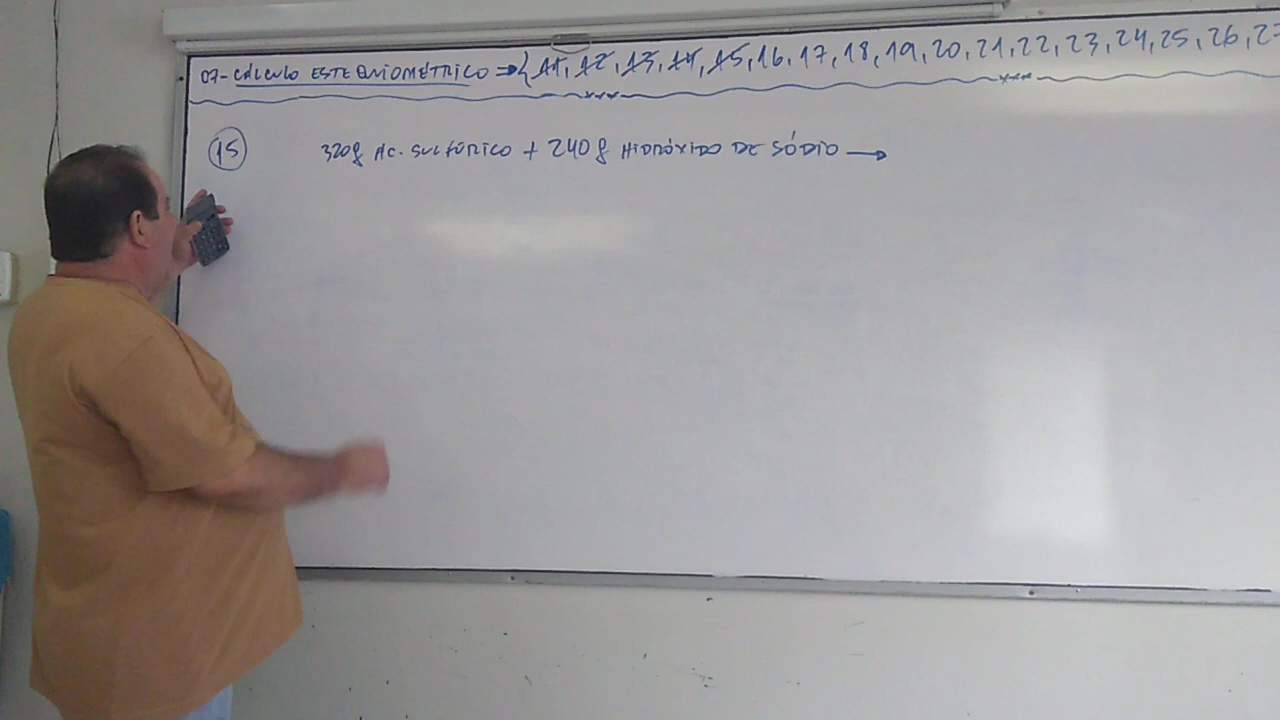 07- CÁLCULO ESTEQUIOMÉTRICO ⇒ { 11, 12, 13, 14, 15, 16, 17, 18, 19, 20, 21, 22, 23, 24, 25, 26, 2
15 320g ÁC. SULFÚRICO + 240g HIDRÓXIDO DE SÓDIO →